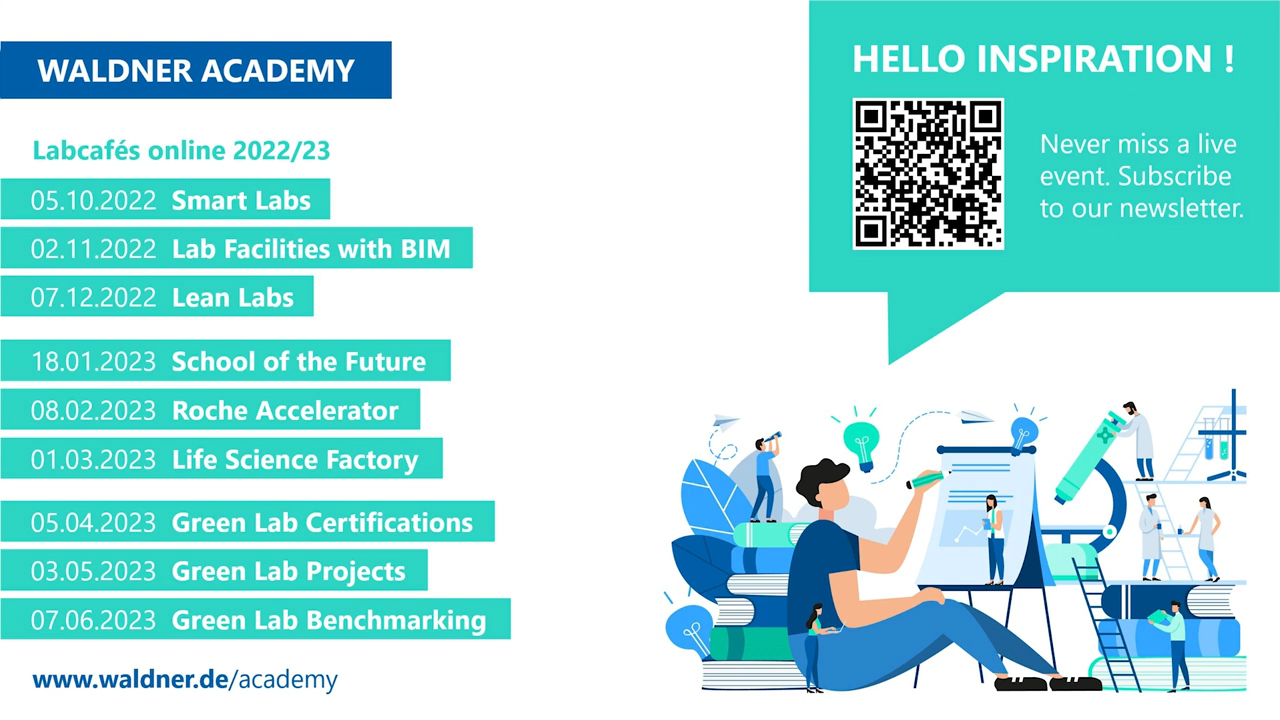 WALDNER ACADEMY
Labcafés online 2022/23
05.10.2022 Smart Labs
02.11.2022 Lab Facilities with BIM
07.12.2022 Lean Labs
18.01.2023 School of the Future
08.02.2023 Roche Accelerator
01.03.2023 Life Science Factory
05.04.2023 Green Lab Certifications
03.05.2023 Green Lab Projects
07.06.2023 Green Lab Benchmarking
www.waldner.de/academy
HELLO INSPIRATION !
Never miss a live
event. Subscribe
to our newsletter.